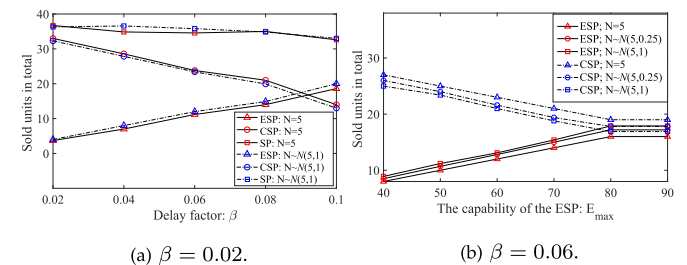 40
30
20
10
0
Sold units in total
ESP: N=5
CSP: N=5
SP: N=5
ESP: N~N(5,1)
CSP: N~N(5,1)
SP: N~N(5,1)
0.02 0.04 0.06 0.08 0.1
Delay factor: β
(a) β = 0.02.
30
20
10
Sold units in total
ESP; N=5
ESP; N~N(5,0.25)
ESP; N~N(5,1)
CSP; N=5
CSP; N~N(5,0.25)
CSP; N~N(5,1)
40 50 60 70 80 90
The capability of the ESP: Emax
(b) β = 0.06.